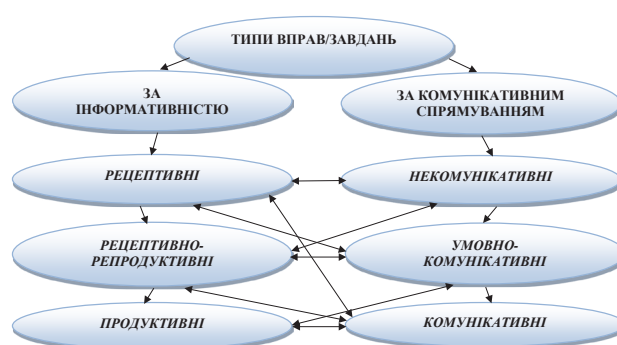 ТИПИ ВПРАВ/ЗАВДАНЬ
ЗА
ІНФОРМАТИВНІСТЮ
ЗА КОМУНІКАТИВНИМ
СПРЯМУВАННЯМ
РЕЦЕПТИВНІ
НЕКОМУНІКАТИВНІ
РЕЦЕПТИВНО-
РЕПРОДУКТИВНІ
УМОВНО-
КОМУНІКАТИВНІ
ПРОДУКТИВНІ
КОМУНІКАТИВНІ